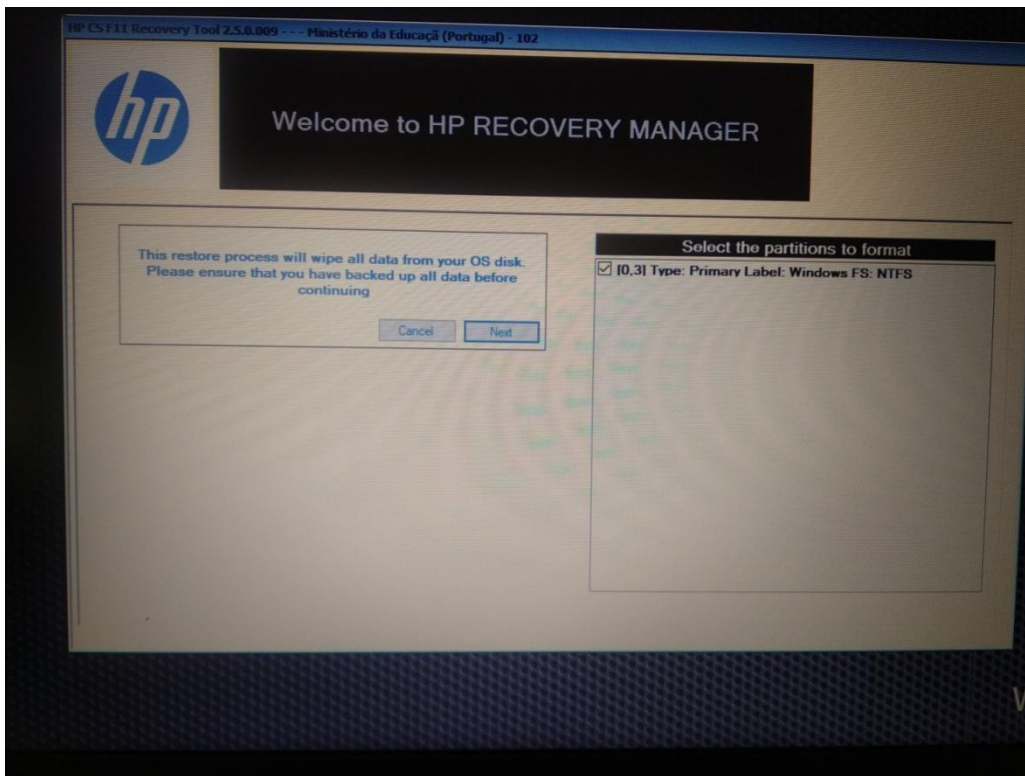 HP CS F11 Recovery Tool 2.5.0.009 - - - Ministério da Educaçã (Portugal) - 102
hp
Welcome to HP RECOVERY MANAGER
This restore process will wipe all data from your OS disk.
Please ensure that you have backed up all data before
continuing
Cancel
Next
Select the partitions to format
[0,3] Type: Primary Label: Windows FS: NTFS